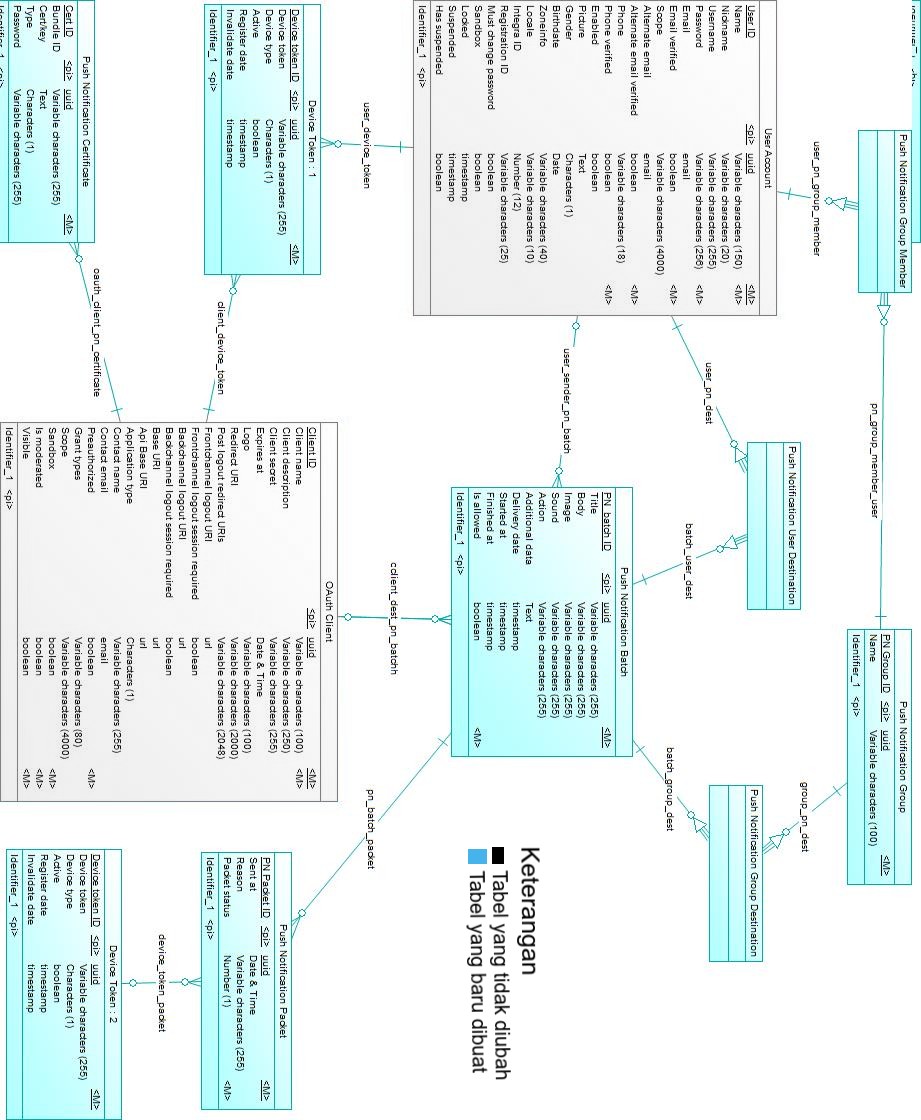 Push Notification Group Member
Push Notification Group
PN Group ID <pi> uuid <M>
Name Variable characters (100)
Identifier_1 <pi>
pn_group_member_user
user_pn_group_member
group_pn_dest
Push Notification User Destination
Push Notification Group Destination
User Account
User ID <pi> uuid <M>
Name Variable characters (150) <M>
Nickname Variable characters (20)
Username Variable characters (255)
Password Variable characters (256) <M>
Email email
Email verified boolean <M>
Scope Variable characters (4000)
Alternate email email
Alternate email verified boolean <M>
Phone Variable characters (18)
Phone verified boolean <M>
Enabled boolean
Picture Text
Gender Characters (1)
Birthdate Date
Zoneinfo Variable characters (40)
Locale Variable characters (10)
Integra ID Number (12)
Registration ID Variable characters (25)
Must change password boolean
Sandbox boolean
Locked timestamp
Suspended timestamp
Has suspended boolean
Identifier_1 <pi>
user_pn_dest
batch_user_dest
batch_group_dest
user_sender_pn_batch
Push Notification Batch
PN batch ID <pi> uuid <M>
Title Variable characters (255)
Body Variable characters (255)
Image Variable characters (255)
Sound Variable characters (255)
Action Variable characters (255)
Additional data Text
Delivery date timestamp
Started at timestamp
Finished at timestamp
Is allowed boolean <M>
Identifier_1 <pi>
Keterangan
Tabel yang tidak diubah
Tabel yang baru dibuat
user_device_token
cclient_dest_pn_batchh
pn_batch_packet
Device Token : 1
Device token ID <pi> uuid <M>
Device token Variable characters (255)
Device type Characters (1)
Active boolean
Register date timestamp
Invalidate date timestamp
Identifier_1 <pi>
client_device_token
OAuth Client
Client ID <pi> uuid <M>
Client name Variable characters (100) <M>
Client description Variable characters (250)
Client secret Variable characters (255)
Expires at Date & Time
Logo Variable characters (100)
Redirect URI Variable characters (2000)
Post logout redirect URIs Variable characters (2048)
Frontchannel logout URI url
Frontchannel logout session required boolean
Backchannel logout URI url
Backchannel logout session required boolean
Base URI url
Api Base URI url
Application type Characters (1)
Contact name Variable characters (255)
Contact email email
Preauthorized boolean <M>
Grant types Variable characters (80)
Scope Variable characters (4000)
Sandbox boolean <M>
Is moderated boolean <M>
Visible boolean <M>
Identifier_1 <pi>
Push Notification Packet
PN Packet ID <pi> uuid <M>
Sent at Date & Time
Reason Variable characters (255)
Packet status Number (1) <M>
Identifier_1 <pi>
device_token_packet
Push Notification Certificate
Cert ID <pi> uuid <M>
Bundle ID Variable characters (255)
Cert/key Text
Type Characters (1)
Password Variable characters (255)
Identifier_1 <pi>
oauth_client_pn_certificate
Device Token : 2
Device token ID <pi> uuid <M>
Device token Variable characters (255)
Device type Characters (1)
Active boolean
Register date timestamp
Invalidate date timestamp
Identifier_1 <pi>